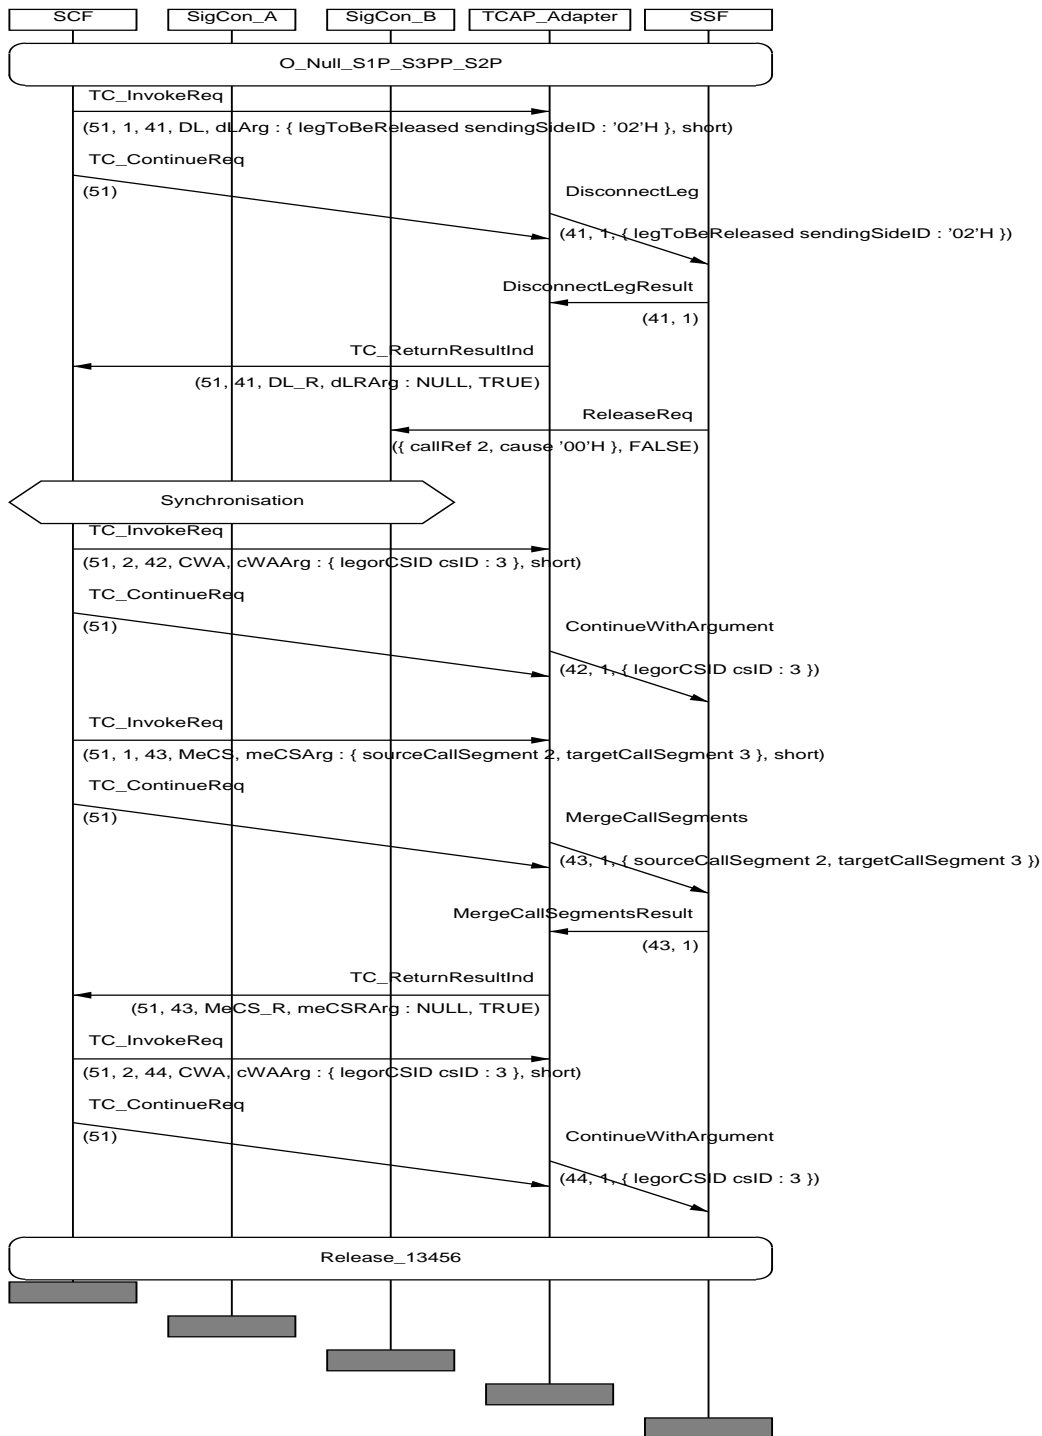 SCF SigCon_A SigCon_B TCAP_Adapter SSF
O_Null_S1P_S3PP_S2P
TC_InvokeReq
(51, 1, 41, DL, dLArg : { legToBeReleased sendingSideID : '02'H }, short)
TC_ContinueReq
(51)
DisconnectLeg
(41, 1, { legToBeReleased sendingSideID : '02'H })
DisconnectLegResult
(41, 1)
TC_ReturnResultInd
(51, 41, DL_R, dLRArg : NULL, TRUE)
ReleaseReq
({ callRef 2, cause '00'H }, FALSE)
Synchronisation
TC_InvokeReq
(51, 2, 42, CWA, cWAArg : { legorCSID csID : 3 }, short)
TC_ContinueReq
(51)
ContinueWithArgument
(42, 1, { legorCSID csID : 3 })
TC_InvokeReq
(51, 1, 43, MeCS, meCSArg : { sourceCallSegment 2, targetCallSegment 3 }, short)
TC_ContinueReq
(51)
MergeCallSegments
(43, 1, { sourceCallSegment 2, targetCallSegment 3 })
MergeCallSegmentsResult
(43, 1)
TC_ReturnResultInd
(51, 43, MeCS_R, meCSRArg : NULL, TRUE)
TC_InvokeReq
(51, 2, 44, CWA, cWAArg : { legorCSID csID : 3 }, short)
TC_ContinueReq
(51)
ContinueWithArgument
(44, 1, { legorCSID csID : 3 })
Release_13456